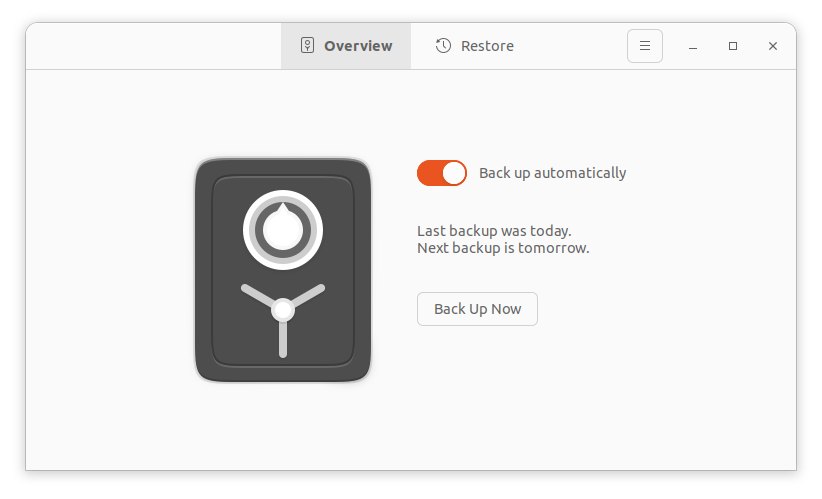 Overview
Restore
Back up automatically
Last backup was today.
Next backup is tomorrow.
Back Up Now